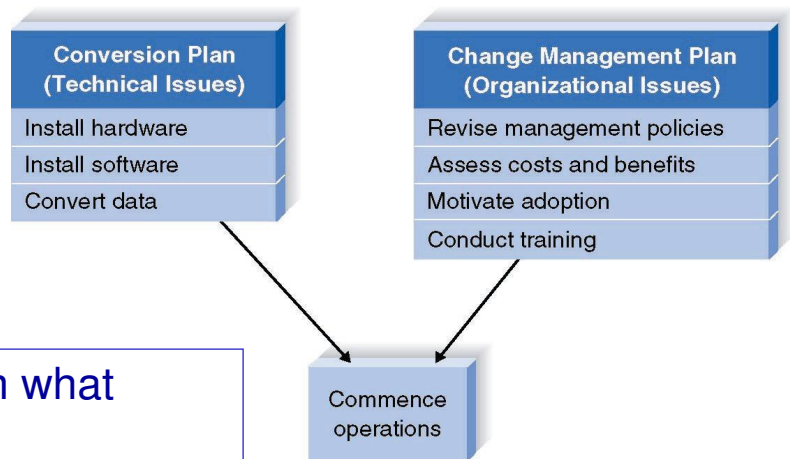 Conversion Plan
(Technical Issues)
Install hardware
Install software
Convert data
Change Management Plan
(Organizational Issues)
Revise management policies
Assess costs and benefits
Motivate adoption
Conduct training
what
Commence
operations